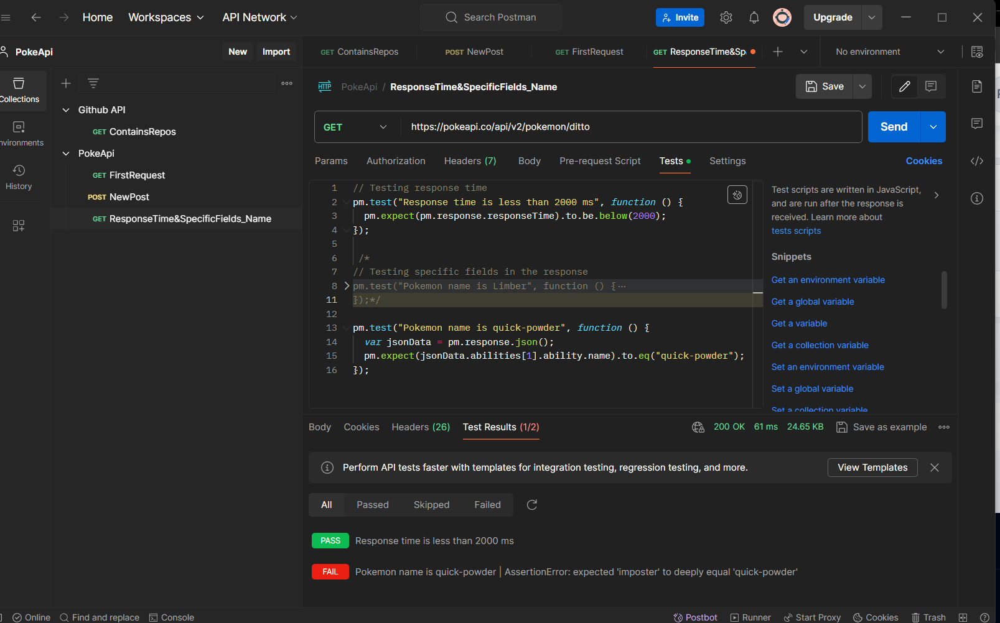 Home
Workspaces
API Network
Search Postman
Invite
Upgrade
PokeApi
New
Import
GET ContainsRepos
POST NewPost
GET FirstRequest
GET ResponseTime&Sp
No environment
Collections
nvironments
History
Github API
GET ContainsRepos
PokeApi
GET FirstRequest
POST NewPost
GET ResponseTime&SpecificFields_Name
HTTP
PokeApi / ResponseTime&SpecificFields_Name
Save
GET
https://pokeapi.co/api/v2/pokemon/ditto
Send
Params
Authorization
Headers (7)
Body
Pre-request Script
Tests
Settings
Cookies
1 // Testing response time
2 pm.test("Response time is less than 2000 ms", function () {
3 pm.expect(pm.response.responseTime).to.be.below(2000);
4 });
5
6 /*
7 // Testing specific fields in the response
8 pm.test("Pokemon name is Limber", function () {···
11 });*/
12
13 pm.test("Pokemon name is quick-powder", function () {
14 var jsonData = pm.response.json();
15 pm.expect(jsonData.abilities[1].ability.name).to.eq("quick-powder");
16 });
Test scripts are written in JavaScript,
and are run after the response is
received. Learn more about
tests scripts
Snippets
Get an environment variable
Get a global variable
Get a variable
Get a collection variable
Set an environment variable
Set a global variable
Set a collection variable
Body
Cookies
Headers (26)
Test Results (1/2)
200 OK
61 ms
24.65 KB
Save as example
Perform API tests faster with templates for integration testing, regression testing, and more.
View Templates
All
Passed
Skipped
Failed
PASS Response time is less than 2000 ms
FAIL Pokemon name is quick-powder | AssertionError: expected 'imposter' to deeply equal 'quick-powder'
Online
Find and replace
Console
Postbot
Runner
Start Proxy
Cookies
Trash